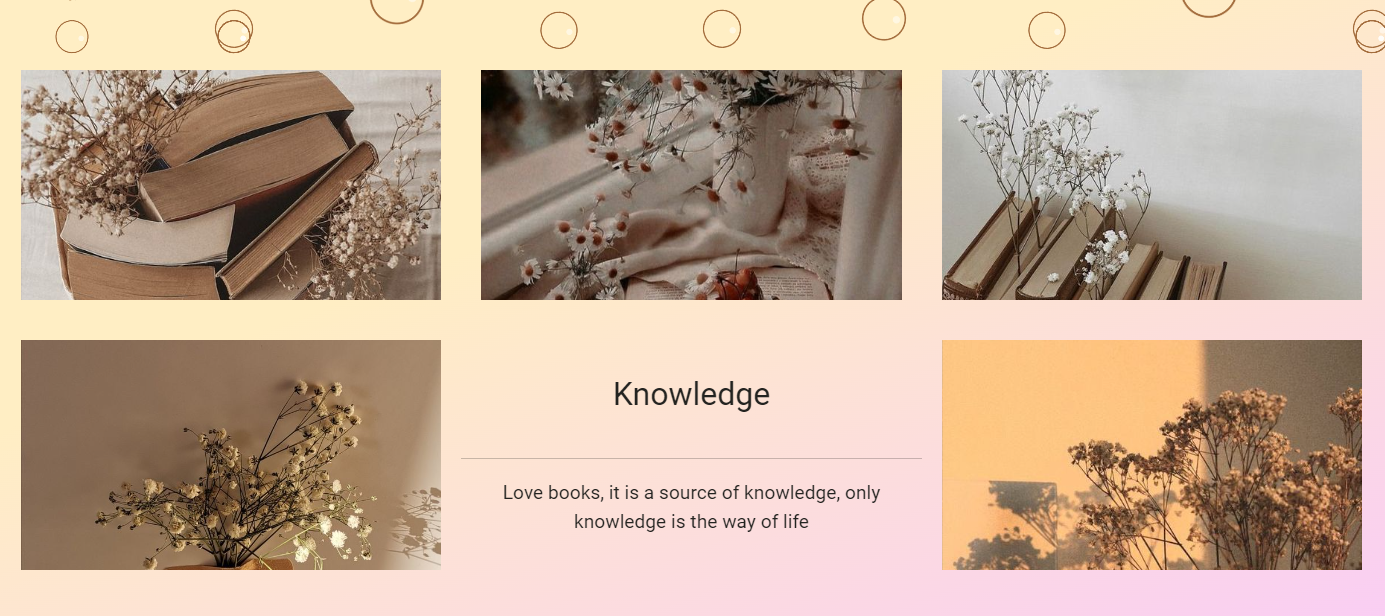 Knowledge
Love books, it is a source of knowledge, only
knowledge is the way of life